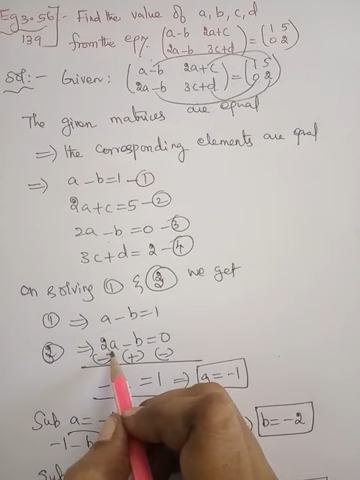 Eg 3.56 :- Find the value of a, b, c, d
139 from the eqn. (a-b 2a+c
2a-b 3c+d) = (1 5
0 2)
Sol:- Given: (a-b 2a+c
2a-b 3c+d) = (1 5
0 2)
The given matrices are equal
⇒ the corresponding elements are equal
⇒ a-b=1 - ①
2a+c=5 - ②
2a-b=0 - ③
3c+d=2 - ④
on solving ① & ③ we get
① ⇒ a-b=1
② ⇒ 2a-b=0
(-) (+) (-)
=1 ⇒ a=-1
Sub a=- b=-2
-1-b
Sub